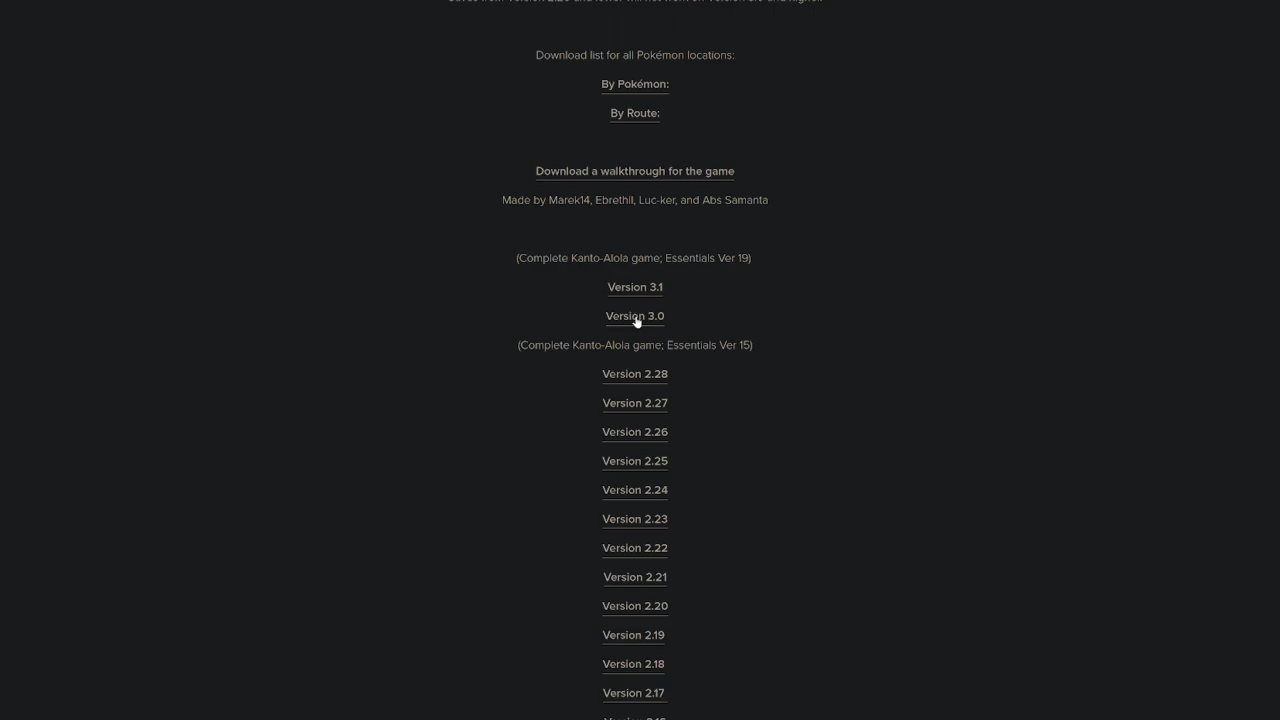 Download list for all Pokémon locations:
By Pokémon:
By Route:
Download a walkthrough for the game
Made by Marek14, Ebrethil, Luc-ker, and Abs Samanta
(Complete Kanto-Alola game; Essentials Ver 19)
Version 3.1
Version 3.0
(Complete Kanto-Alola game; Essentials Ver 15)
Version 2.28
Version 2.27
Version 2.26
Version 2.25
Version 2.24
Version 2.23
Version 2.22
Version 2.21
Version 2.20
Version 2.19
Version 2.18
Version 2.17